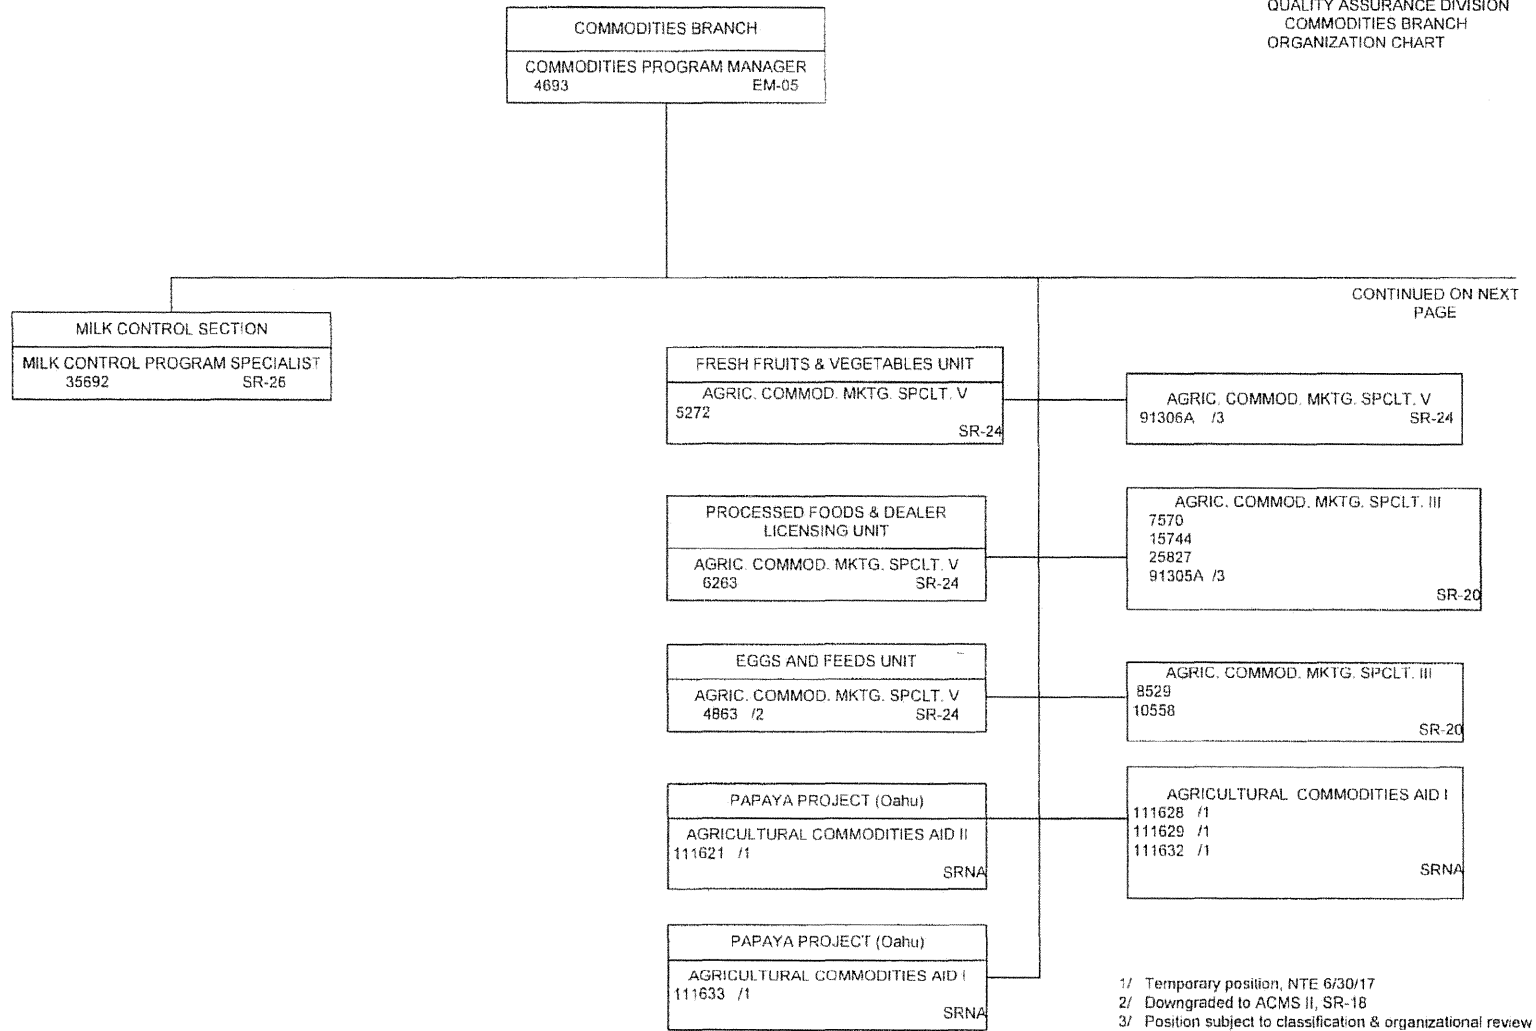 QUALITY ASSURANCE DIVISION
COMMODITIES BRANCH
ORGANIZATION CHART
COMMODITIES BRANCH
COMMODITIES PROGRAM MANAGER
4693 EM-05
CONTINUED ON NEXT
PAGE
MILK CONTROL SECTION
MILK CONTROL PROGRAM SPECIALIST
35692 SR-26
FRESH FRUITS & VEGETABLES UNIT
AGRIC. COMMOD. MKTG. SPCLT. V
5272
SR-24
AGRIC. COMMOD. MKTG. SPCLT. V
91306A /3 SR-24
PROCESSED FOODS & DEALER
LICENSING UNIT
AGRIC. COMMOD. MKTG. SPCLT. V
6263 SR-24
AGRIC. COMMOD. MKTG. SPCLT. III
7570
15744
25827
91305A /3
SR-20
EGGS AND FEEDS UNIT
AGRIC. COMMOD. MKTG. SPCLT. V
4863 /2 SR-24
AGRIC. COMMOD. MKTG. SPCLT. III
8529
10558
SR-20
PAPAYA PROJECT (Oahu)
AGRICULTURAL COMMODITIES AID II
111621 /1
SRNA
AGRICULTURAL COMMODITIES AID I
111628 /1
111629 /1
111632 /1
SRNA
PAPAYA PROJECT (Oahu)
AGRICULTURAL COMMODITIES AID I
111633 /1
SRNA
1/ Temporary position, NTE 6/30/17
2/ Downgraded to ACMS II, SR-18
3/ Position subject to classification & organizational review